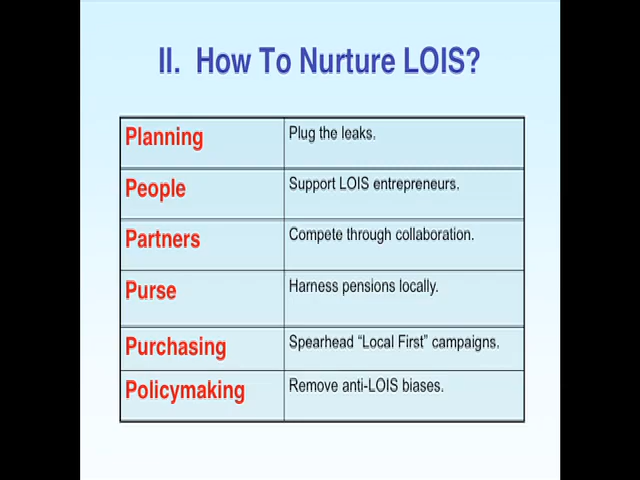 II. How To Nurture LOIS?
Planning Plug the leaks.
People Support LOIS entrepreneurs.
Partners Compete through collaboration.
Purse Harness pensions locally.
Purchasing Spearhead “Local First” campaigns.
Policymaking Remove anti-LOIS biases.